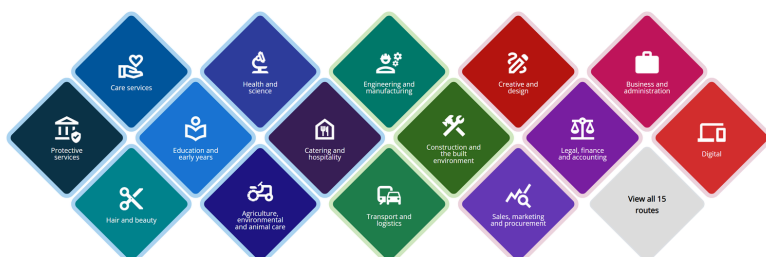 Care services
Health and
science
Engineering and
manufacturing
Creative and
design
Business and
administration
Protective
services
Education and
early years
Catering and
hospitality
Construction and
the built
environment
Legal, finance
and accounting
Digital
Hair and beauty
Agriculture,
environmental
and animal care
Transport and
logistics
Sales, marketing
and procurement
View all 15
routes